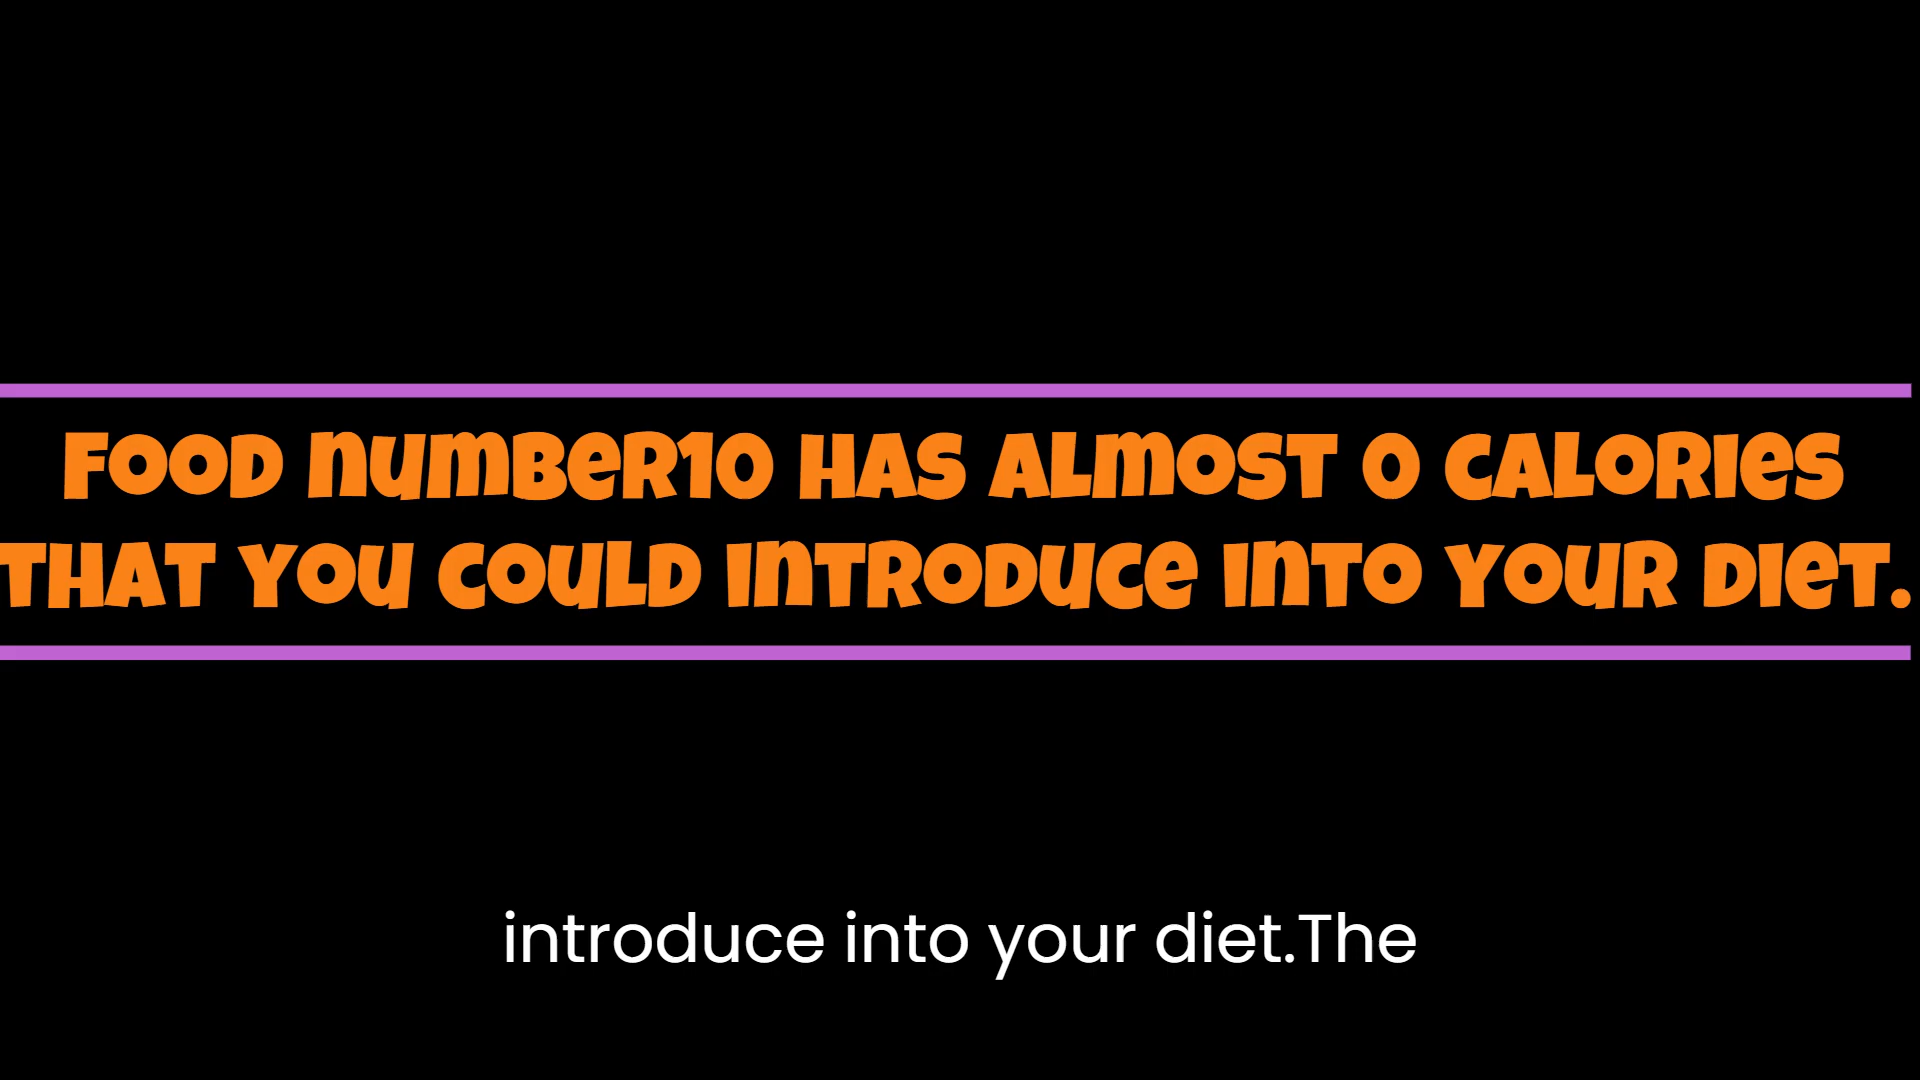 FOOD NUMBER10 HAS ALMOST 0 CALORIES
THAT YOU COULD INTRODUCE INTO YOUR DIET.
introduce into your diet.The